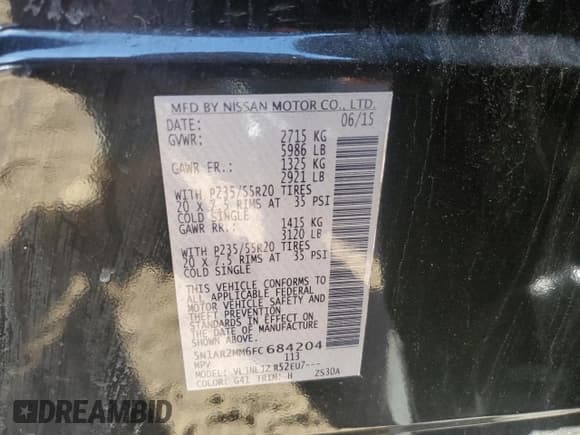 MFD BY NISSAN MOTOR CO., LTD.
DATE: 06/15
GVWR: 2715 KG
5986 LB
GAWR FR.: 1325 KG
2921 LB
WITH P235/55R20 TIRES
20 X 7.5 RIMS AT 35 PSI
COLD SINGLE
GAWR RR.: 1415 KG
3120 LB
WITH P235/55R20 TIRES
20 X 7.5 RIMS AT 35 PSI
COLD SINGLE
THIS VEHICLE CONFORMS TO
ALL APPLICABLE FEDERAL
MOTOR VEHICLE SAFETY AND
THEFT PREVENTION
STANDARDS IN EFFECT ON
THE DATE OF MANUFACTURE
SHOWN ABOVE.
5N1AR2MM6FC684204
MPV 113
MODEL: R52EU7---
COLOR: G41 TRIM: H 2S30A
DREAMBID